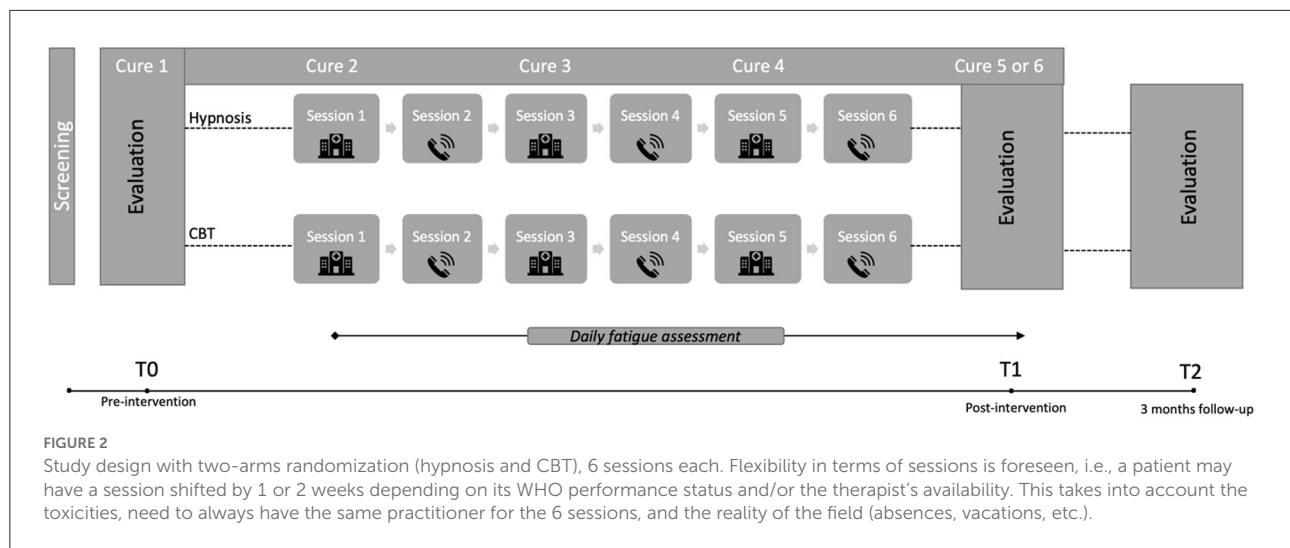 Screening
Cure 1 Cure 2 Cure 3 Cure 4 Cure 5 or 6
Evaluation
Hypnosis
Session 1 Session 2 Session 3 Session 4 Session 5 Session 6
CBT
Session 1 Session 2 Session 3 Session 4 Session 5 Session 6
Evaluation
Evaluation
Daily fatigue assessment
T0 T1 T2
Pre-intervention Post-intervention 3 months follow-up
FIGURE 2
Study design with two-arms randomization (hypnosis and CBT), 6 sessions each. Flexibility in terms of sessions is foreseen, i.e., a patient may
have a session shifted by 1 or 2 weeks depending on its WHO performance status and/or the therapist's availability. This takes into account the
toxicities, need to always have the same practitioner for the 6 sessions, and the reality of the field (absences, vacations, etc.).